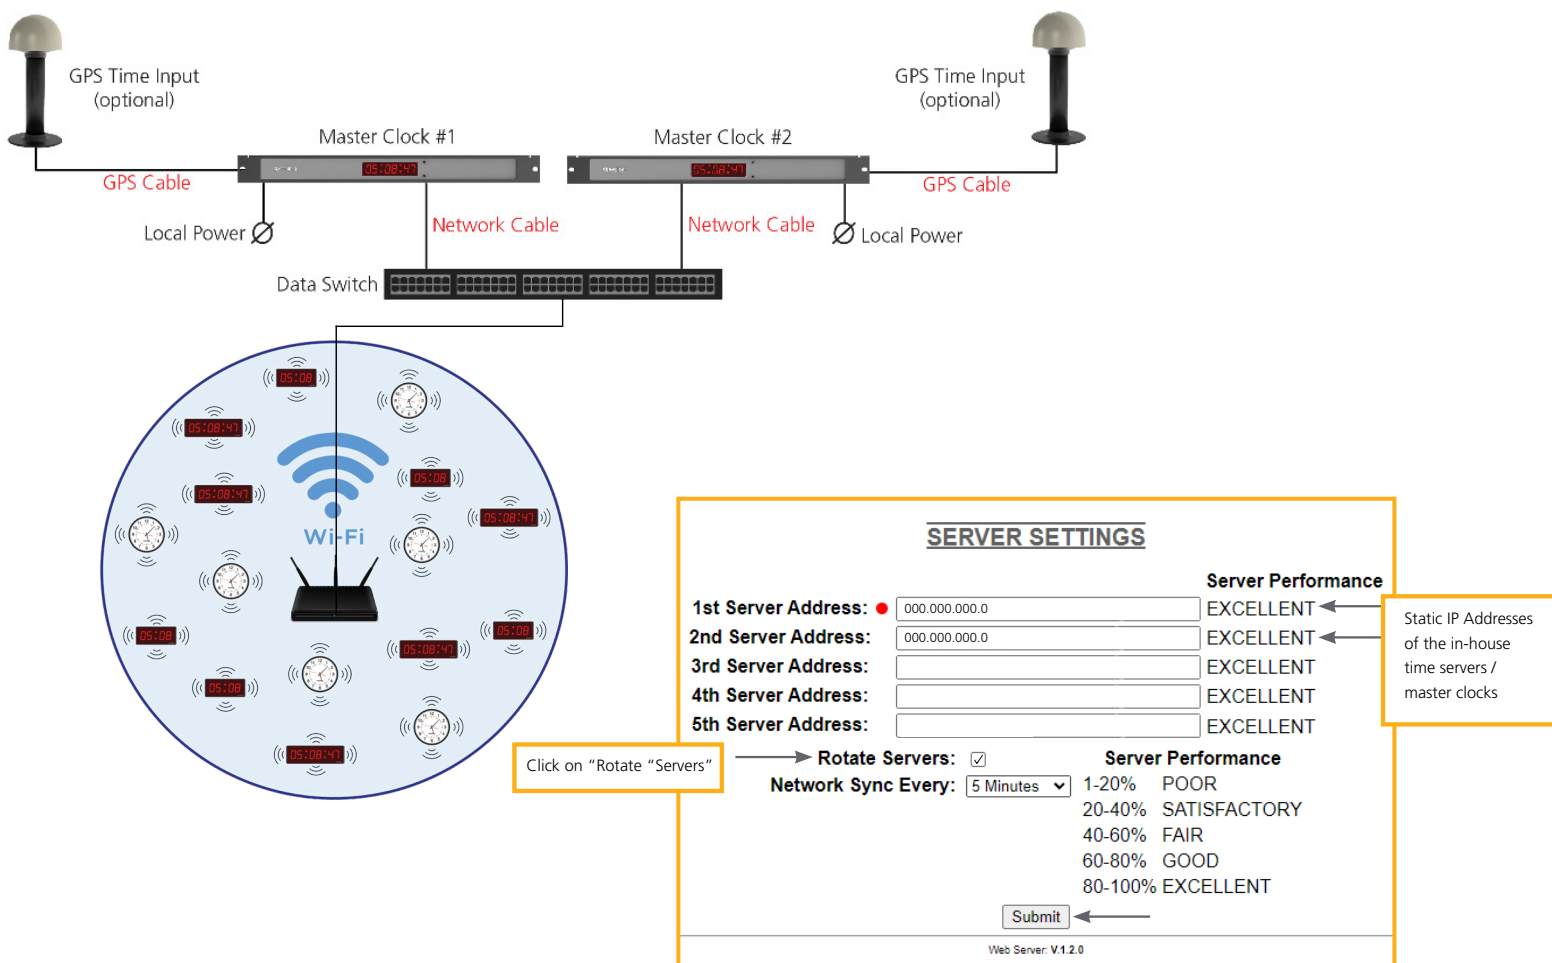 GPS Time Input
(optional)
GPS Time Input
(optional)
Master Clock #1
Master Clock #2
05:08:47
05:08:47
GPS Cable
GPS Cable
Local Power
Network Cable
Network Cable
Local Power
Data Switch
05:08
05:08:47
05:08
05:08:47
05:08:47
Wi-Fi
05:08
05:08
05:08:47
05:08
05:08:47
SERVER SETTINGS
Server Performance
1st Server Address: 000.000.000.0 EXCELLENT
2nd Server Address: 000.000.000.0 EXCELLENT
3rd Server Address: EXCELLENT
4th Server Address: EXCELLENT
5th Server Address: EXCELLENT
Static IP Addresses
of the in-house
time servers /
master clocks
Click on “Rotate “Servers”
Rotate Servers: Server Performance
Network Sync Every: 5 Minutes 1-20% POOR
20-40% SATISFACTORY
40-60% FAIR
60-80% GOOD
80-100% EXCELLENT
Submit
Web Server: V.1.2.0